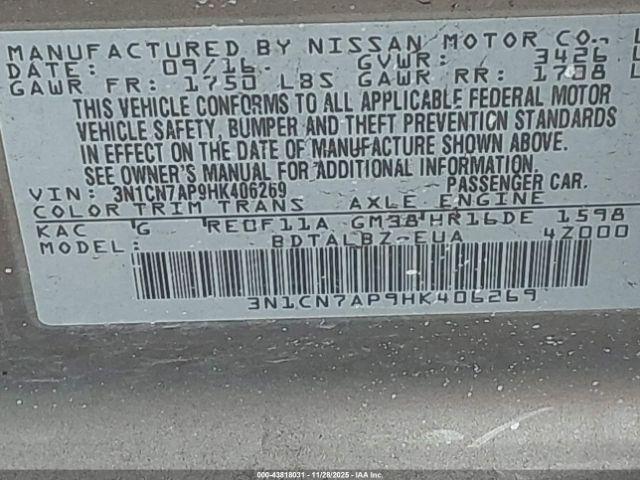 MANUFACTURED BY NISSAN MOTOR CO.,
DATE: 09/16 GVWR: 3426 L
GAWR FR: 1750 LBS GAWR RR: 1708 L
THIS VEHICLE CONFORMS TO ALL APPLICABLE FEDERAL MOTOR
VEHICLE SAFETY, BUMPER AND THEFT PREVENTION STANDARDS
IN EFFECT ON THE DATE OF MANUFACTURE SHOWN ABOVE.
SEE OWNER'S MANUAL FOR ADDITIONAL INFORMATION.
VIN: 3N1CN7AP9HK406269 PASSENGER CAR.
COLOR TRIM TRANS AXLE ENGINE
KAC G RE0F11A GM38 HR16DE 1598
MODEL: BDTALBZ-EUA 4Z000
3N1CN7AP9HK406269
000-43818031 | 11/28/2025 | IAA Inc.